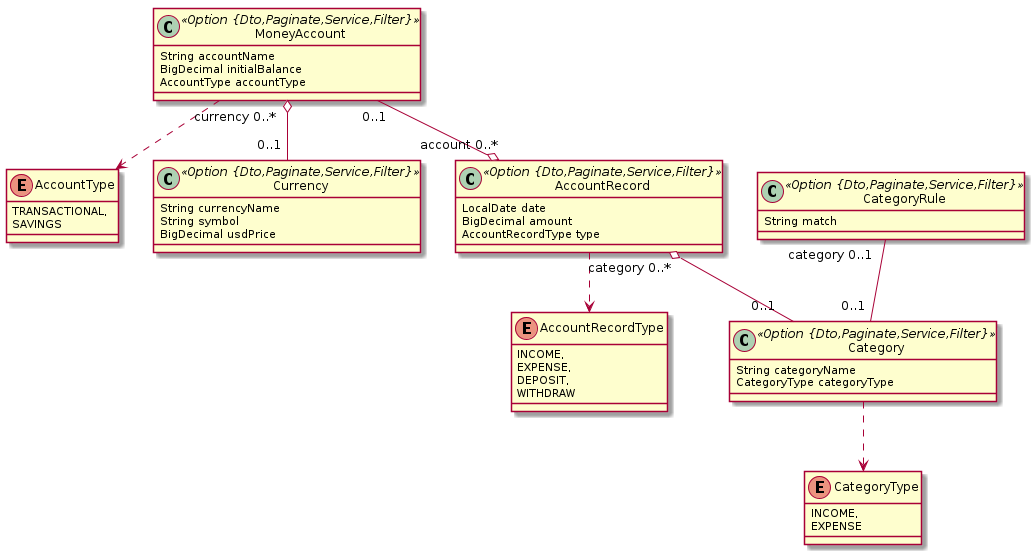 C «Option {Dto,Paginate,Service,Filter}»
MoneyAccount
String accountName
BigDecimal initialBalance
AccountType accountType
currency 0..*
0..1
0..1
account 0..*
E AccountType
TRANSACTIONAL,
SAVINGS
C «Option {Dto,Paginate,Service,Filter}»
Currency
String currencyName
String symbol
BigDecimal usdPrice
C «Option {Dto,Paginate,Service,Filter}»
AccountRecord
LocalDate date
BigDecimal amount
AccountRecordType type
C «Option {Dto,Paginate,Service,Filter}»
CategoryRule
String match
category 0..1
category 0..*
0..1
0..1
E AccountRecordType
INCOME,
EXPENSE,
DEPOSIT,
WITHDRAW
C «Option {Dto,Paginate,Service,Filter}»
Category
String categoryName
CategoryType categoryType
E CategoryType
INCOME,
EXPENSE